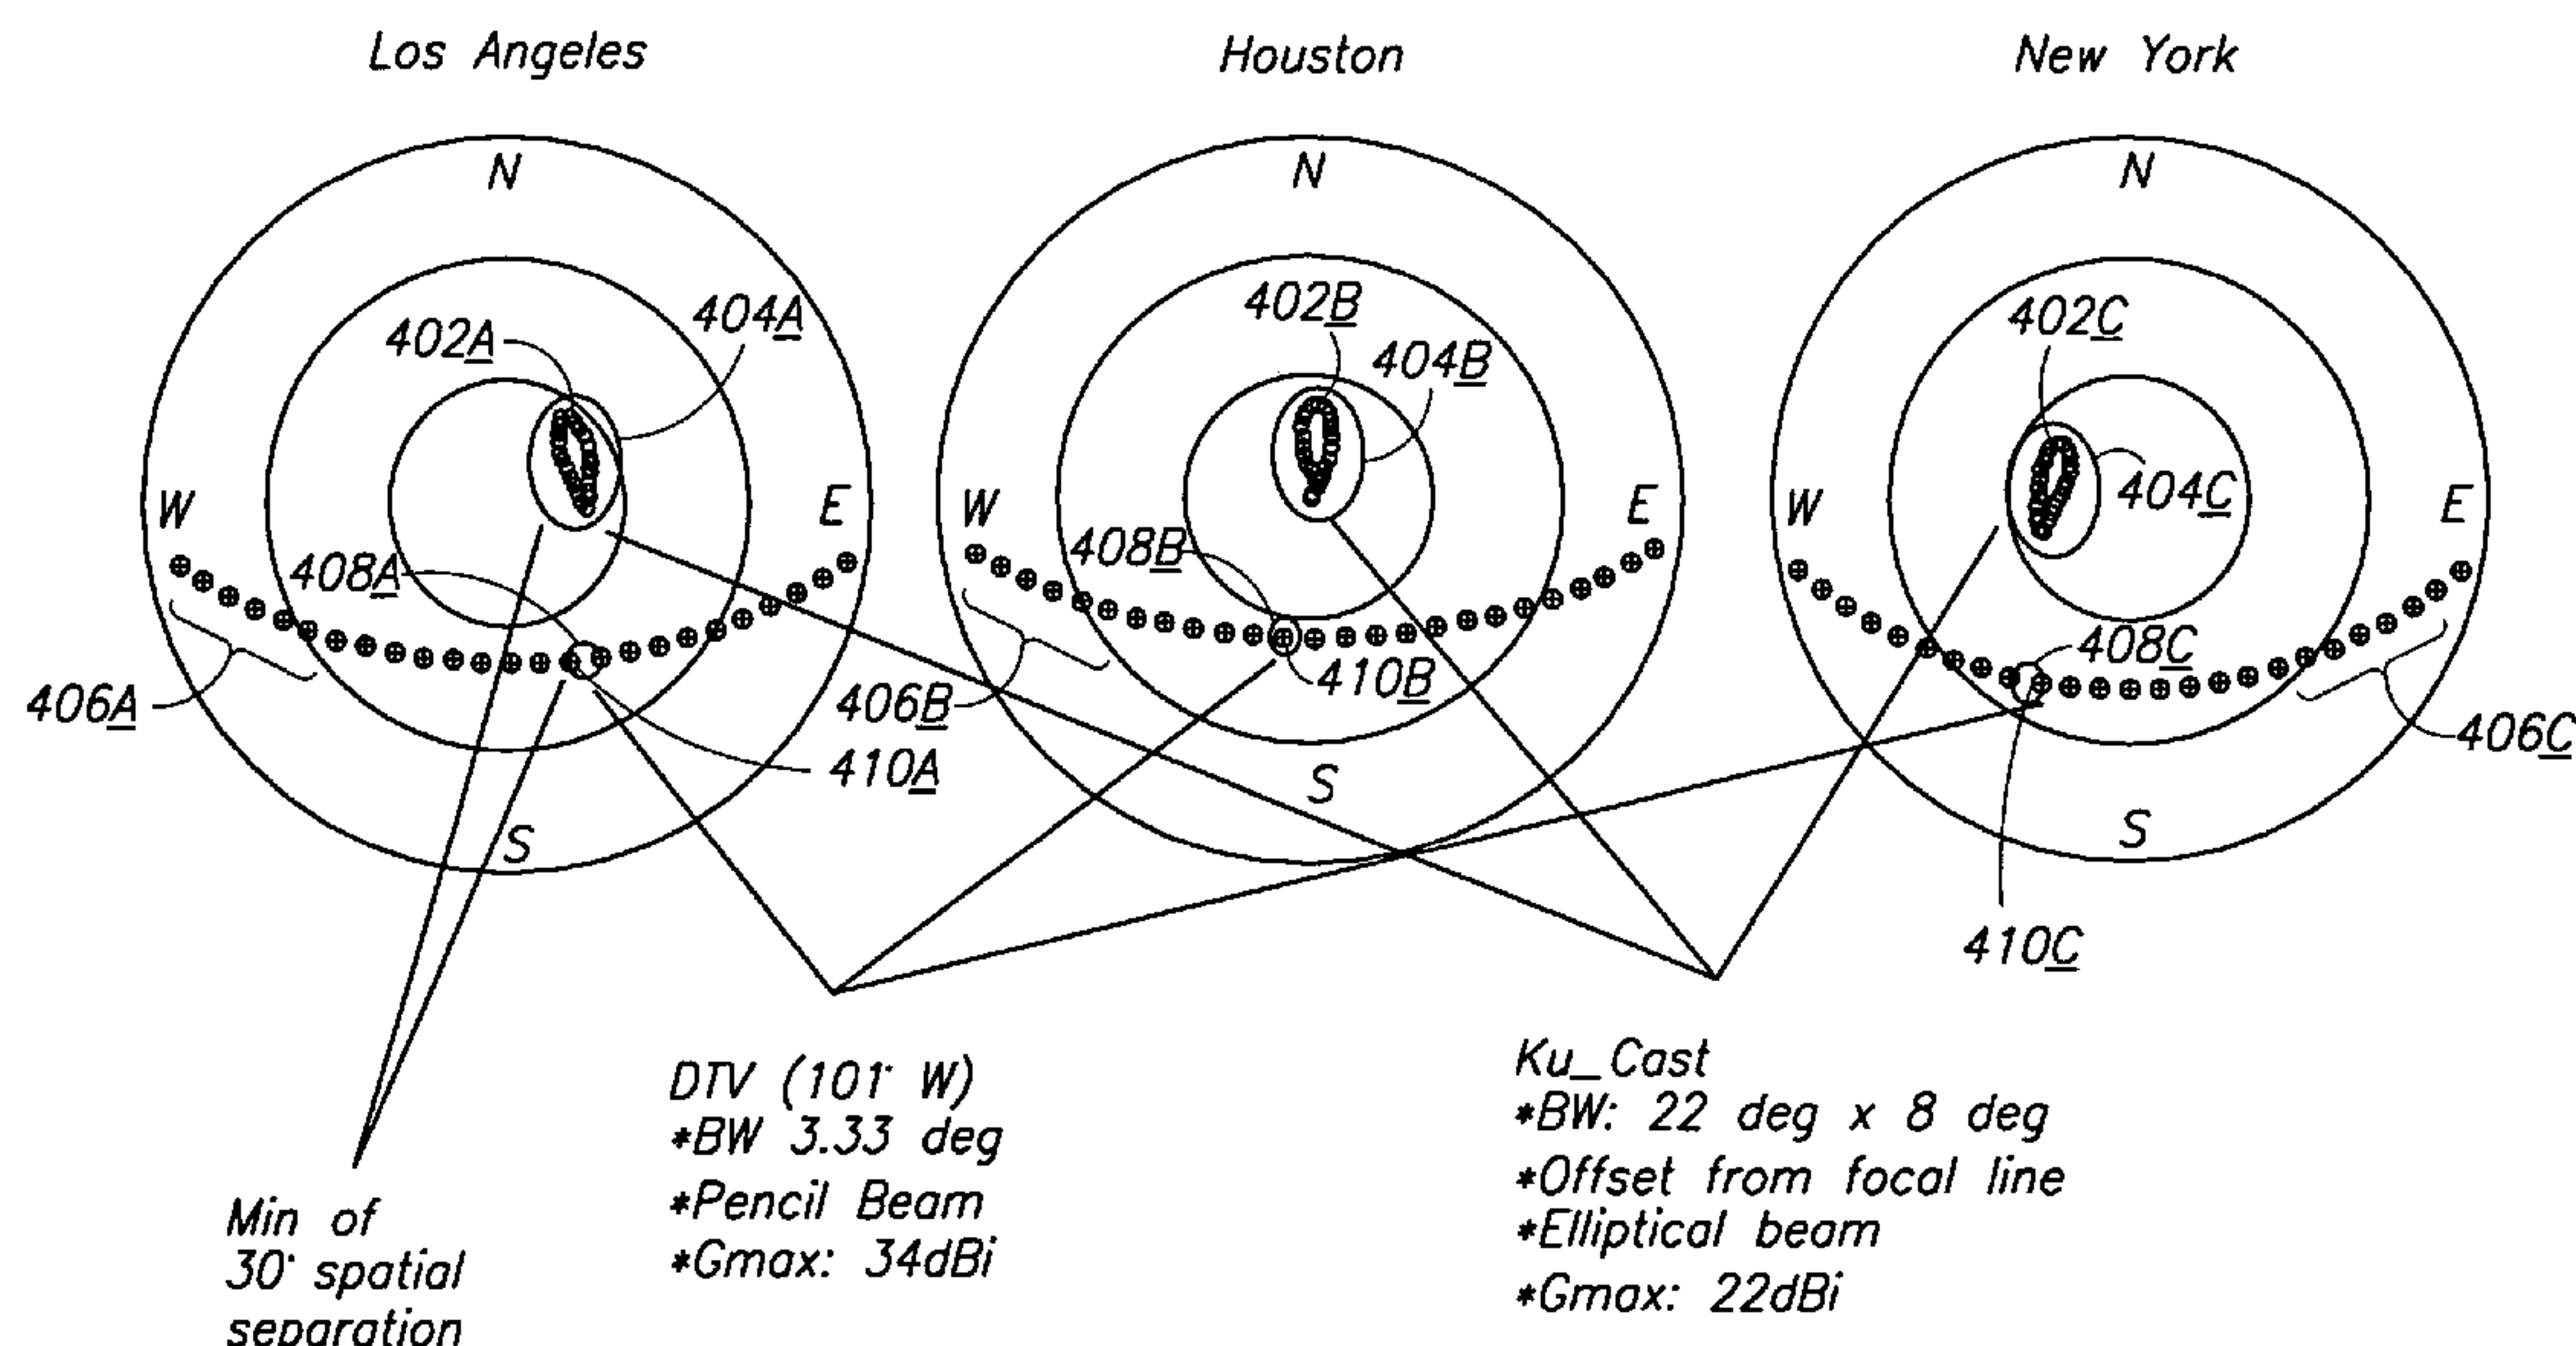 Los Angeles
Houston
New York
N
N
N
402A
404A
402B
404B
402C
404C
W
E
W
E
W
E
408A
408B
408C
406A
406B
406C
410A
410B
410C
S
S
S
Min of
30° spatial
separation
DTV (101° W)
*BW 3.33 deg
*Pencil Beam
*Gmax: 34dBi
Ku_Cast
*BW: 22 deg x 8 deg
*Offset from focal line
*Elliptical beam
*Gmax: 22dBi